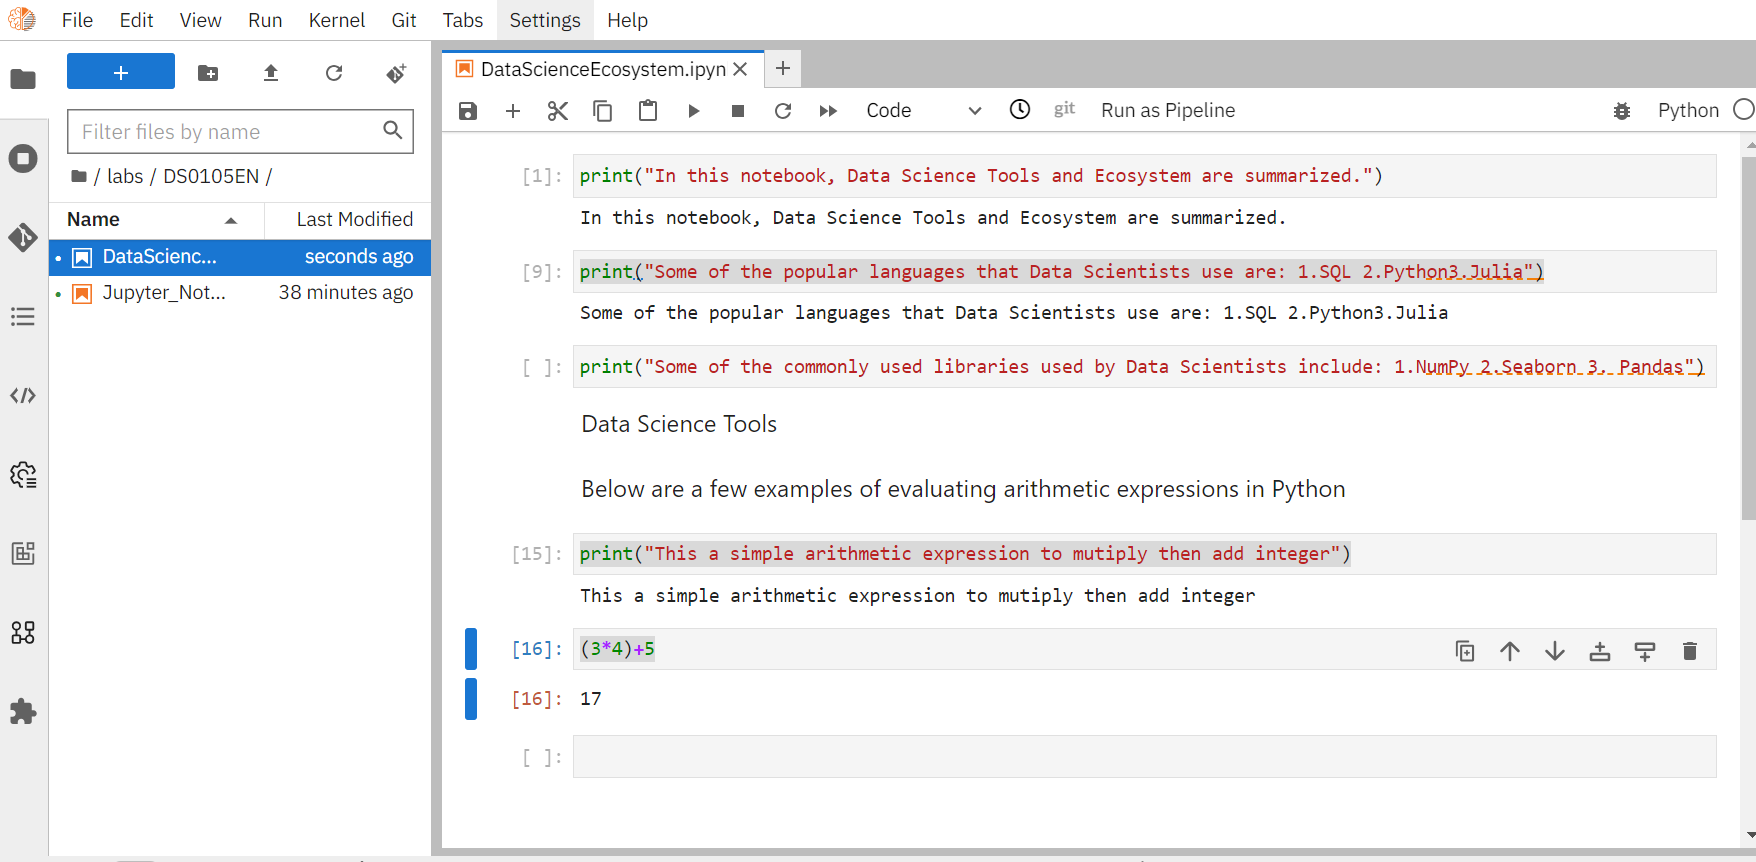 File Edit View Run Kernel Git Tabs Settings Help
+
Filter files by name
/ labs / DS0105EN /
Name Last Modified
DataScienc... seconds ago
Jupyter_Not... 38 minutes ago
DataScienceEcosystem.ipyn
Code git Run as Pipeline Python
[1]: print("In this notebook, Data Science Tools and Ecosystem are summarized.")
In this notebook, Data Science Tools and Ecosystem are summarized.
[9]: print("Some of the popular languages that Data Scientists use are: 1.SQL 2.Python3.Julia")
Some of the popular languages that Data Scientists use are: 1.SQL 2.Python3.Julia
[ ]: print("Some of the commonly used libraries used by Data Scientists include: 1.NumPy 2.Seaborn 3. Pandas")
Data Science Tools
Below are a few examples of evaluating arithmetic expressions in Python
[15]: print("This a simple arithmetic expression to mutiply then add integer")
This a simple arithmetic expression to mutiply then add integer
[16]: (3*4)+5
[16]: 17
[ ]: